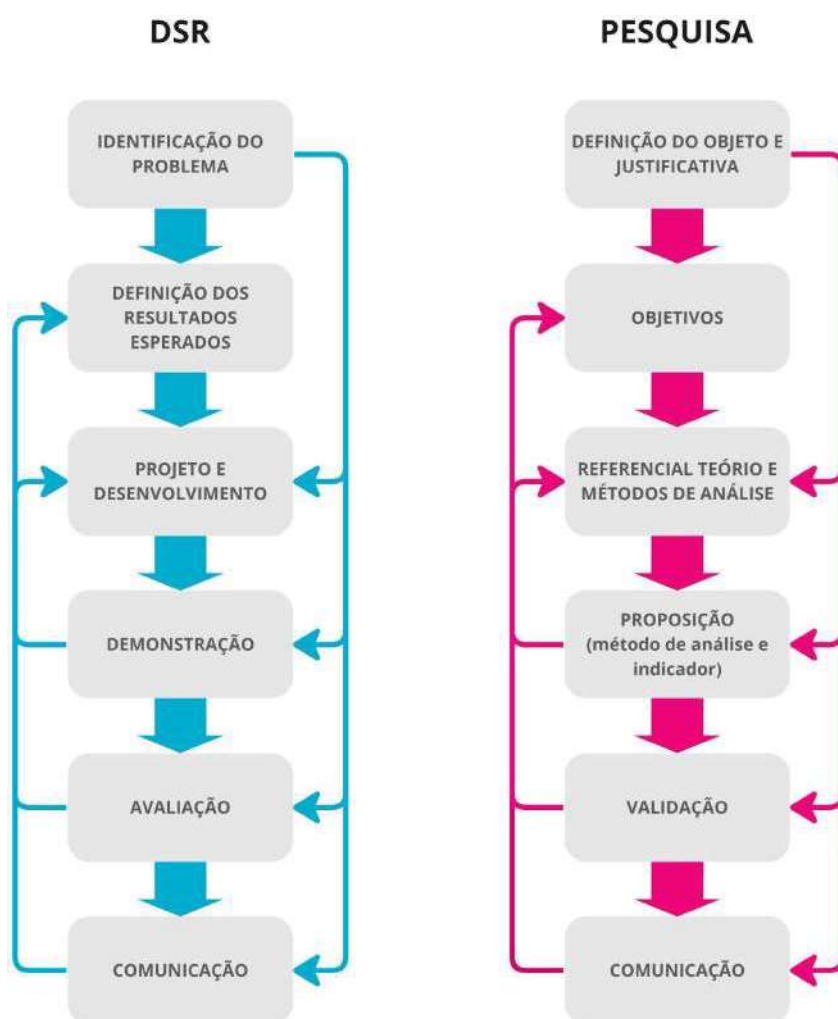 DSR
IDENTIFICAÇÃO DO
PROBLEMA
DEFINIÇÃO DOS
RESULTADOS
ESPERADOS
PROJETO E
DESENVOLVIMENTO
DEMONSTRAÇÃO
AVALIAÇÃO
COMUNICAÇÃO
PESQUISA
DEFINIÇÃO DO OBJETO E
JUSTIFICATIVA
OBJETIVOS
REFERENCIAL TEÓRIO E
MÉTODOS DE ANÁLISE
PROPOSIÇÃO
(método de análise e
indicador)
VALIDAÇÃO
COMUNICAÇÃO